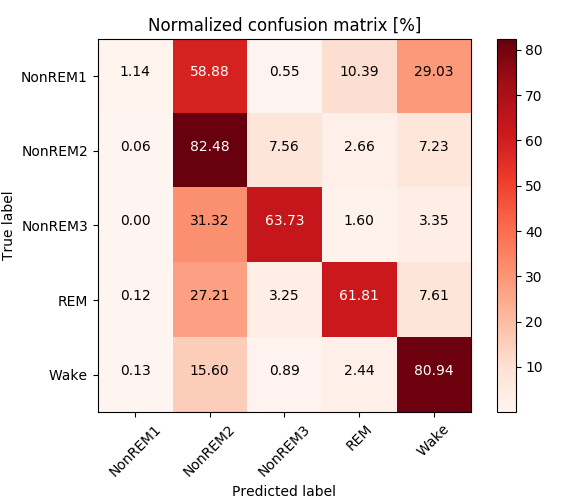 Normalized confusion matrix [%]
True label
NonREM1 1.14 58.88 0.55 10.39 29.03
NonREM2 0.06 82.48 7.56 2.66 7.23
NonREM3 0.00 31.32 63.73 1.60 3.35
REM 0.12 27.21 3.25 61.81 7.61
Wake 0.13 15.60 0.89 2.44 80.94
NonREM1 NonREM2 NonREM3 REM Wake
Predicted label
80
70
60
50
40
30
20
10